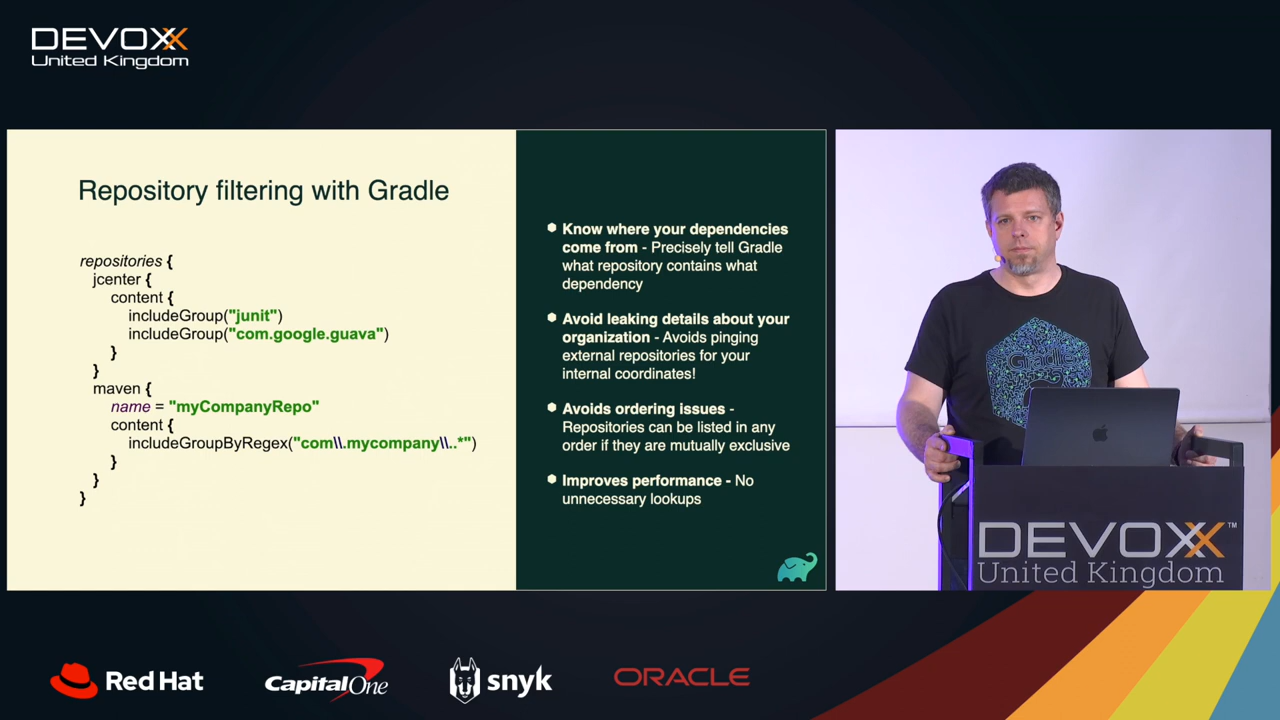 DEVOXX
United Kingdom
Repository filtering with Gradle
repositories {
jcenter {
content {
includeGroup("junit")
includeGroup("com.google.guava")
}
}
maven {
name = "myCompanyRepo"
content {
includeGroupByRegex("com\\.mycompany\\..*")
}
}
}
Know where your dependencies
come from - Precisely tell Gradle
what repository contains what
dependency
Avoid leaking details about your
organization - Avoids pinging
external repositories for your
internal coordinates!
Avoids ordering issues -
Repositories can be listed in any
order if they are mutually exclusive
Improves performance - No
unnecessary lookups
Gradle
DEVOXX™
United Kingdom
Red Hat
Capital One
snyk
ORACLE